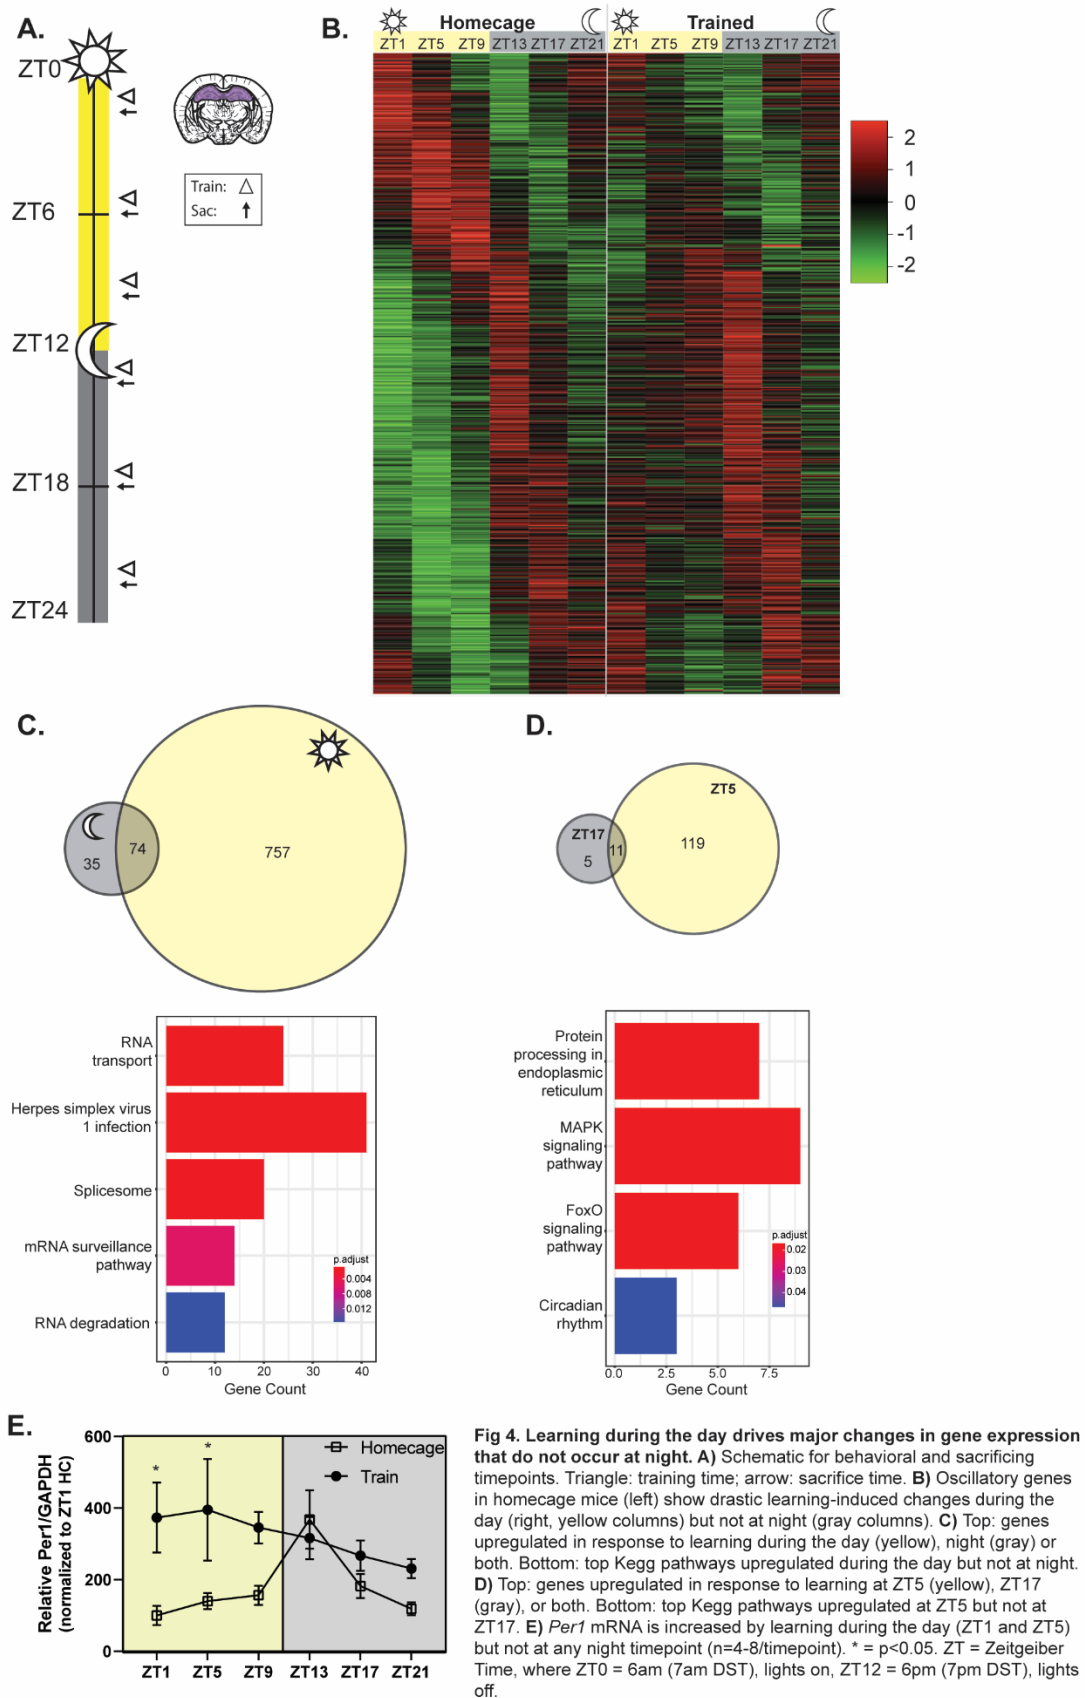 A.
ZT0
ZT6
ZT12
ZT18
ZT24
Train:
Sac:
B.
Homecage
Trained
ZT1 ZT5 ZT9 ZT13 ZT17 ZT21 ZT1 ZT5 ZT9 ZT13 ZT17 ZT21
2
1
0
-1
-2
C.
35
74
757
RNA
transport
Herpes simplex virus
1 infection
Splicesome
mRNA surveillance
pathway
RNA degradation
p.adjust
0.004
0.008
0.012
0 10 20 30 40
Gene Count
D.
ZT5
ZT17
5
11
119
Protein
processing in
endoplasmic
reticulum
MAPK
signaling
pathway
FoxO
signaling
pathway
Circadian
rhythm
p.adjust
0.02
0.03
0.04
0.0 2.5 5.0 7.5
Gene Count
E.
Relative Per1/GAPDH
(normalized to ZT1 HC)
600
400
200
0
*
*
Homecage
Train
ZT1 ZT5 ZT9 ZT13 ZT17 ZT21
Fig 4. Learning during the day drives major changes in gene expression
that do not occur at night. A) Schematic for behavioral and sacrificing
timepoints. Triangle: training time; arrow: sacrifice time. B) Oscillatory genes
in homecage mice (left) show drastic learning-induced changes during the
day (right, yellow columns) but not at night (gray columns). C) Top: genes
upregulated in response to learning during the day (yellow), night (gray) or
both. Bottom: top Kegg pathways upregulated during the day but not at night.
D) Top: genes upregulated in response to learning at ZT5 (yellow), ZT17
(gray), or both. Bottom: top Kegg pathways upregulated at ZT5 but not at
ZT17. E) Per1 mRNA is increased by learning during the day (ZT1 and ZT5)
but not at any night timepoint (n=4-8/timepoint). * = p<0.05. ZT = Zeitgeiber
Time, where ZT0 = 6am (7am DST), lights on, ZT12 = 6pm (7pm DST), lights
off.